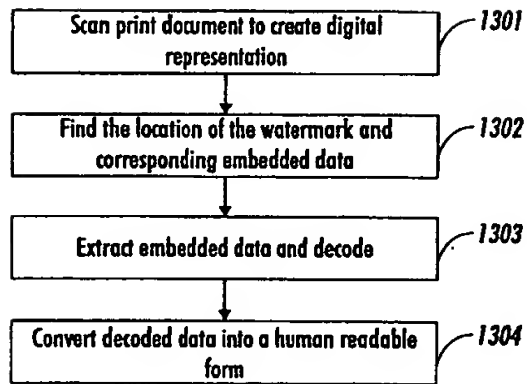 Scan print document to create digital
representation
1301
Find the location of the watermark and
corresponding embedded data
1302
Extract embedded data and decode
1303
Convert decoded data into a human readable
form
1304